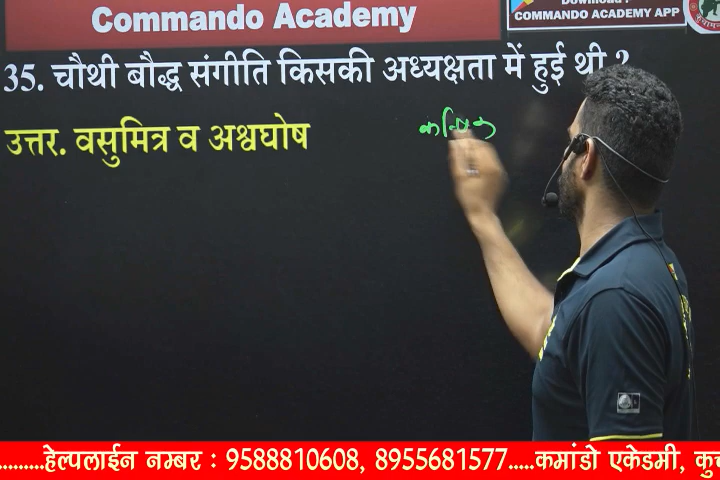 Commando Academy
COMMANDO ACADEMY APP
35. चौथी बौद्ध संगीति किसकी अध्यक्षता में हुई थी ?
उत्तर. वसुमित्र व अश्वघोष
कनिष्क
.........हेल्पलाईन नम्बर : 9588810608, 8955681577.....कमांडो एकेडमी,